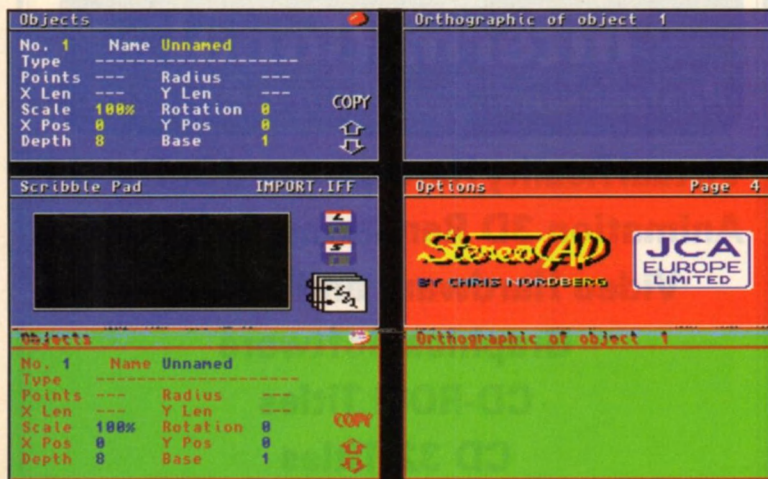 Objects
No. 1 Name Unnamed
Type --------------------
Points --- Radius ---
X Len --- Y Len ---
Scale 100% Rotation 0
X Pos 0 Y Pos 0
Depth 8 Base 1
COPY
Orthographic of object 1
Scribble Pad IMPORT.IFF
L
S
1,2,3
Options Page 4
StereoCAD
BY CHRIS NORDBERG
JCA
EUROPE
LIMITED
Objects
No. 1 Name Unnamed
Type --------------------
Points --- Radius ---
X Len --- Y Len ---
Scale 100% Rotation 0
X Pos 0 Y Pos 0
Depth 8 Base 1
COPY
Orthographic of object 1